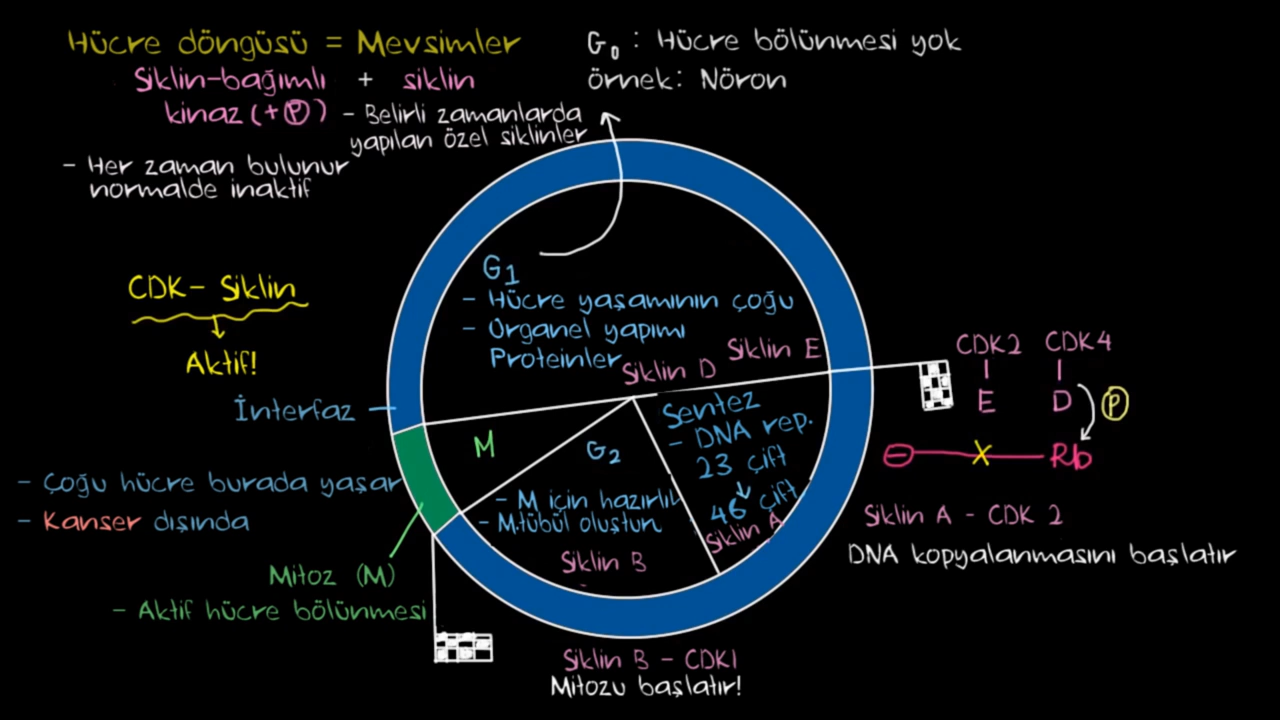 Hücre döngüsü = Mevsimler
Siklin-bağımlı + siklin
kinaz (+P)
- Belirli zamanlarda
yapılan özel siklinler
- Her zaman bulunur
normalde inaktif
G0 : Hücre bölünmesi yok
örnek: Nöron
CDK- Siklin
Aktif!
İnterfaz
- Çoğu hücre burada yaşar
- Kanser dışında
Mitoz (M)
- Aktif hücre bölünmesi
G1
- Hücre yaşamının çoğu
- Organel yapımı
Proteinler
Siklin D
Siklin E
M
G2
- M için hazırlık
- M.tübül oluştur
Siklin B
Sentez
- DNA rep.
23 çift
46 çift
Siklin A
CDK2 CDK4
E D P
- X Rb
Siklin A - CDK 2
DNA kopyalanmasını başlatır
Siklin B - CDK1
Mitozu başlatır!